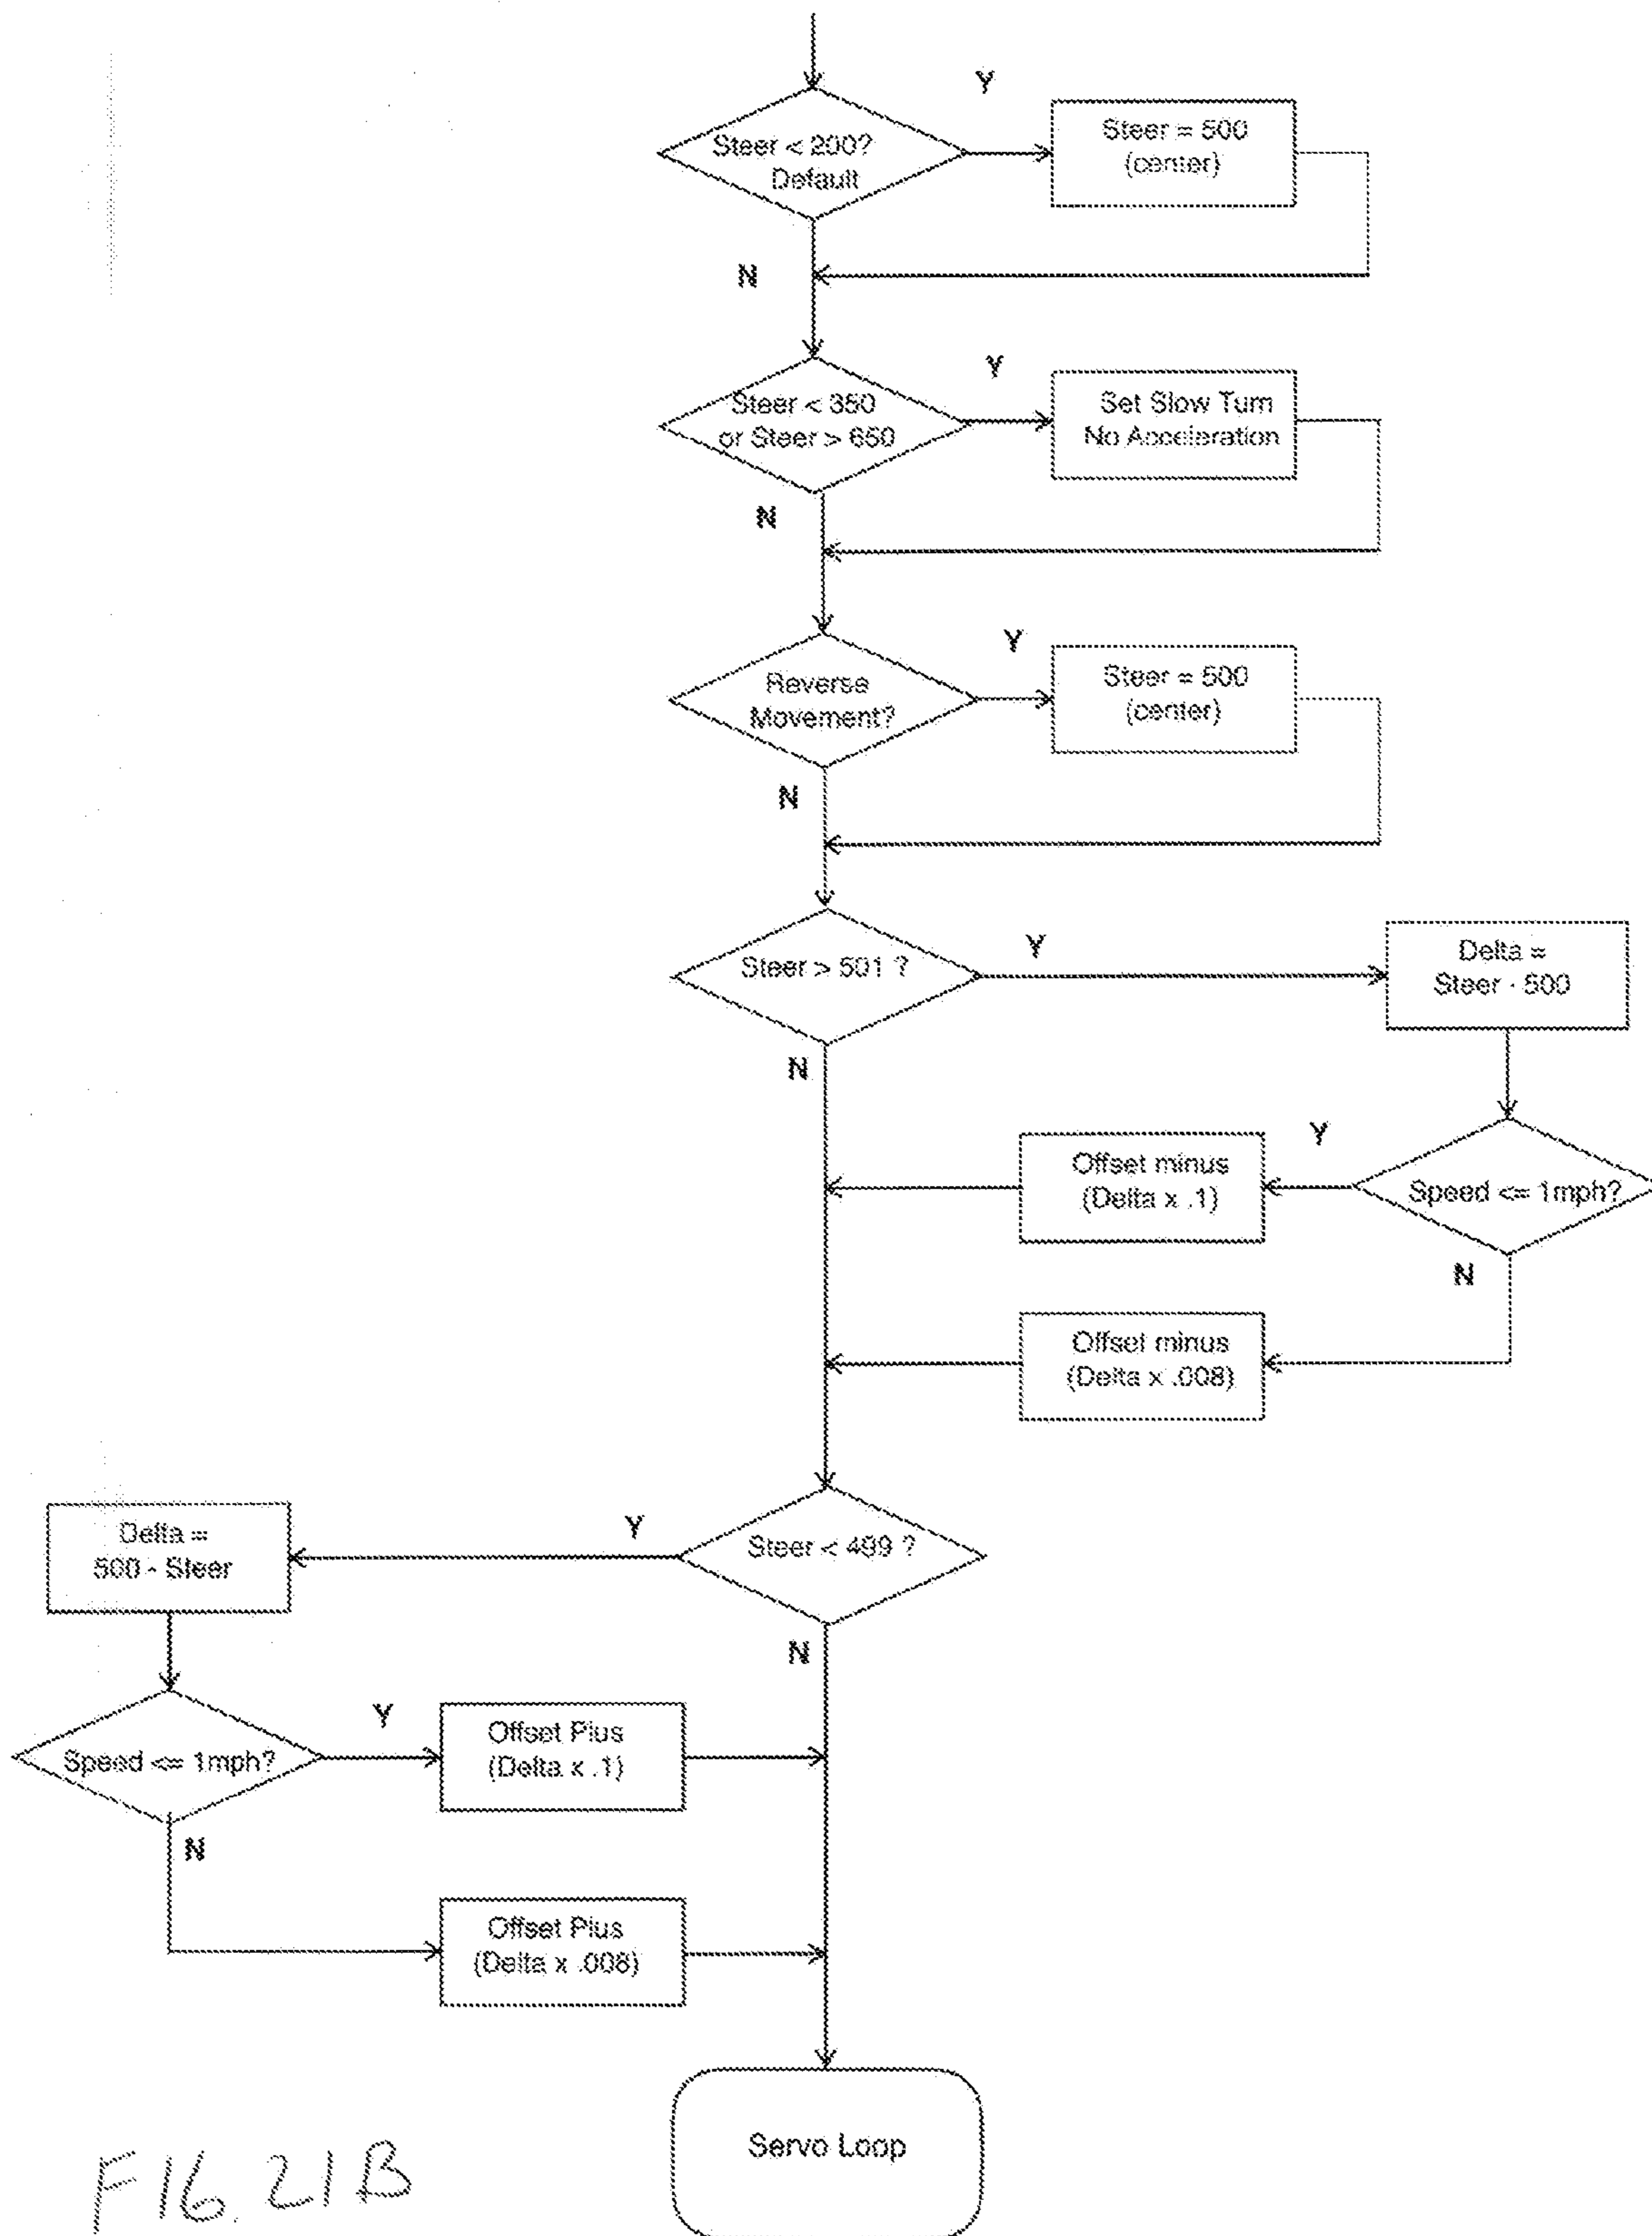 Y
Steer < 200?
Default
Steer = 500
(center)
N
Y
Steer < 350
or Steer > 650
Set Slow Turn
No Acceleration
N
Y
Reverse
Movement?
Steer = 500
(center)
N
Steer > 501 ?
Y
Delta =
Steer - 500
N
Y
Offset minus
(Delta x .1)
Speed <= 1mph?
N
Offset minus
(Delta x .008)
Steer < 499 ?
Y
Delta =
500 - Steer
N
Speed <= 1mph?
Y
Offset Plus
(Delta x .1)
N
Offset Plus
(Delta x .008)
Servo Loop
FIG. 21B